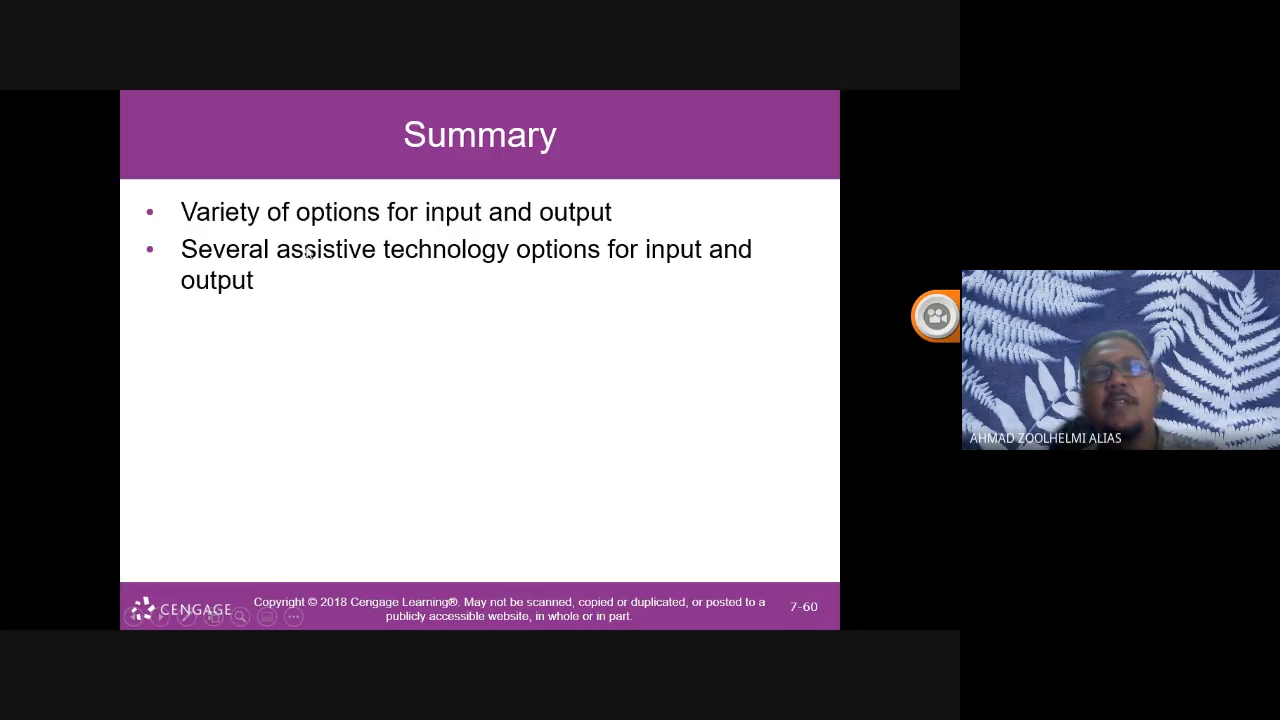 Summary
• Variety of options for input and output
• Several assistive technology options for input and
output
AHMAD ZOOLHELMI ALIAS
CENGAGE
Copyright © 2018 Cengage Learning®. May not be scanned, copied or duplicated, or posted to a
publicly accessible website, in whole or in part.
7-60